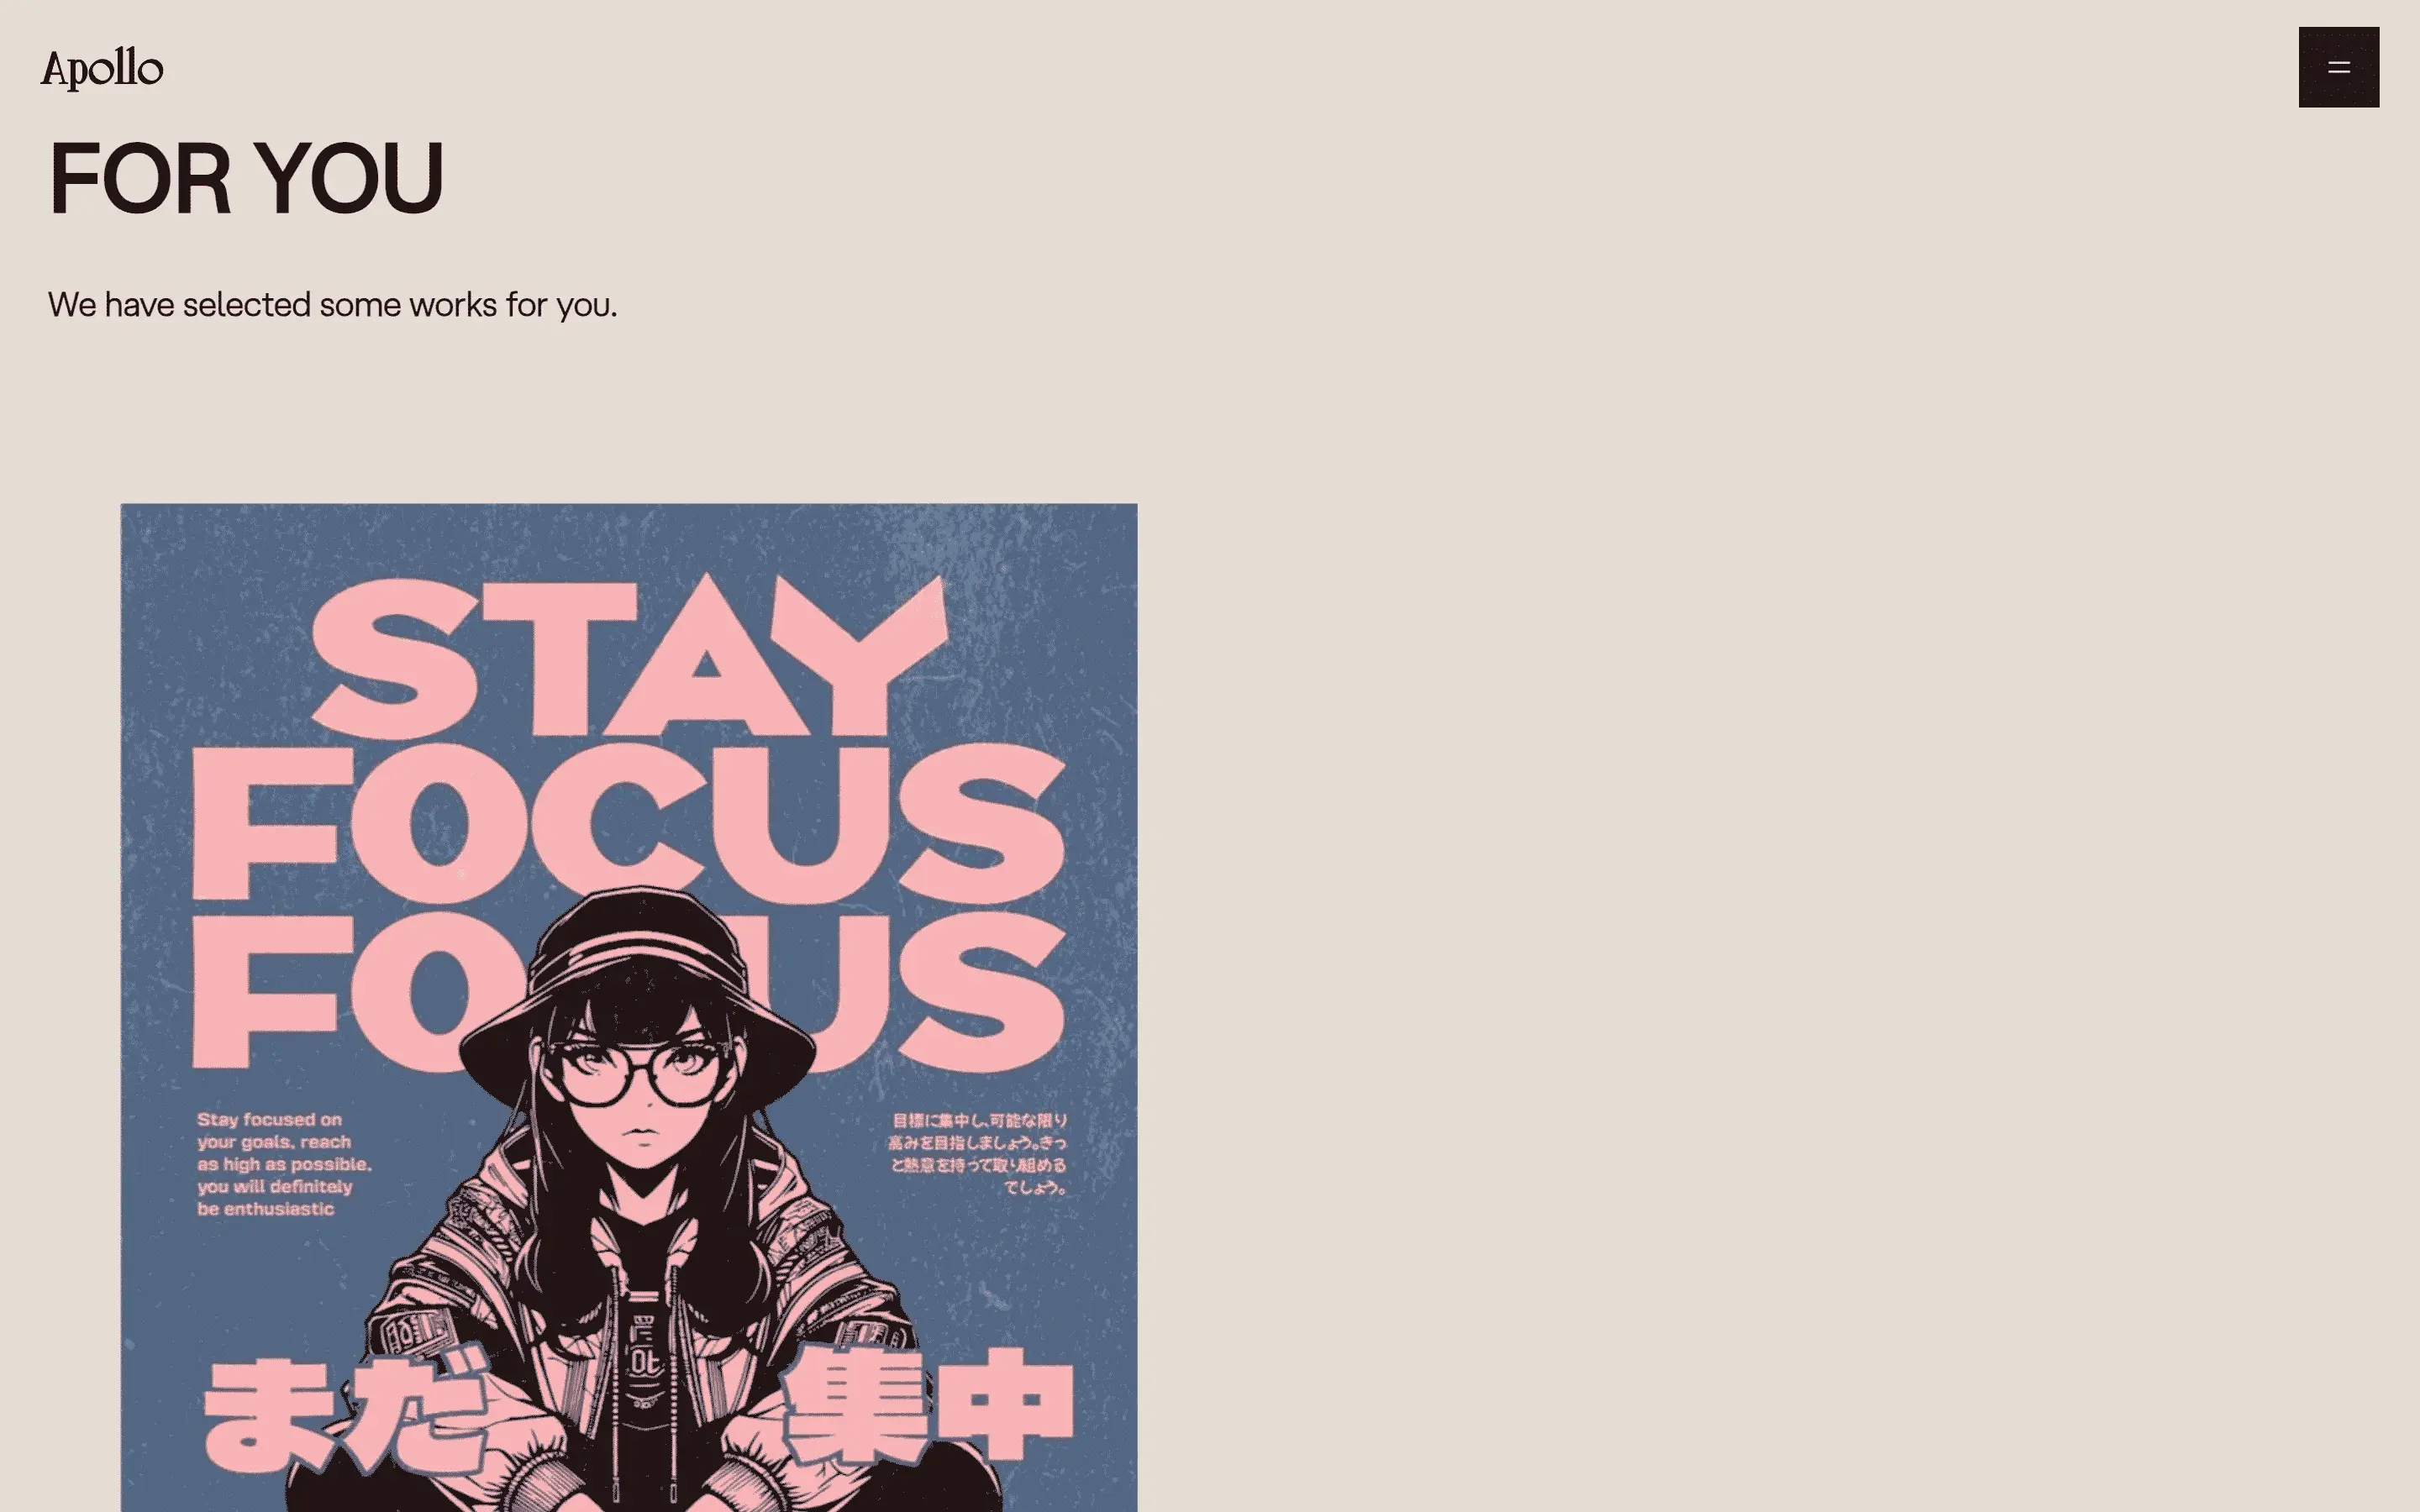 Apollo
FOR YOU
We have selected some works for you.
STAY
FOCUS
FO US
Stay focused on
your goals, reach
as high as possible,
you will definitely
be enthusiastic
目標に集中し、可能な限り
高みを目指しましょう。きっ
と熱意を持って取り組める
でしょう。
まだ
集中